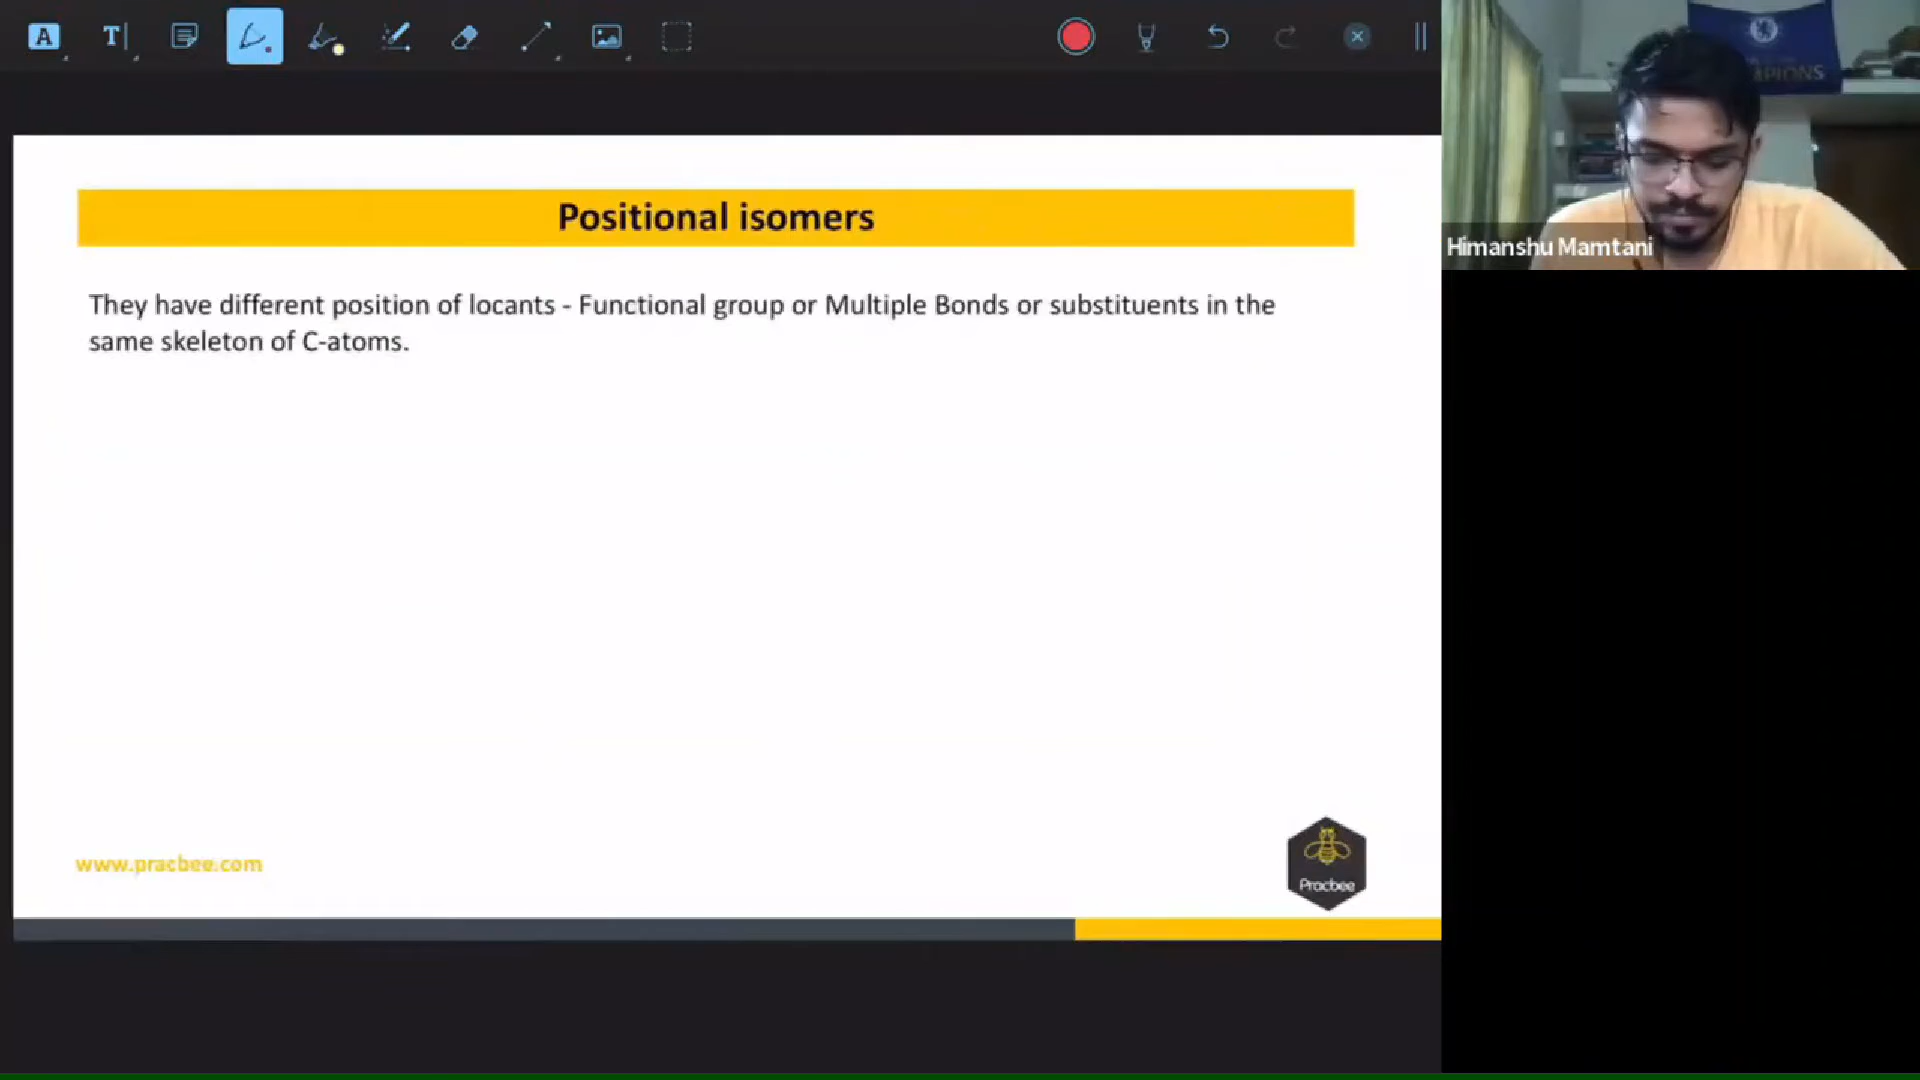 A T|
PIONS
Himanshu Mamtani
Positional isomers
They have different position of locants - Functional group or Multiple Bonds or substituents in the
same skeleton of C-atoms.
www.pracbee.com
Pracbee